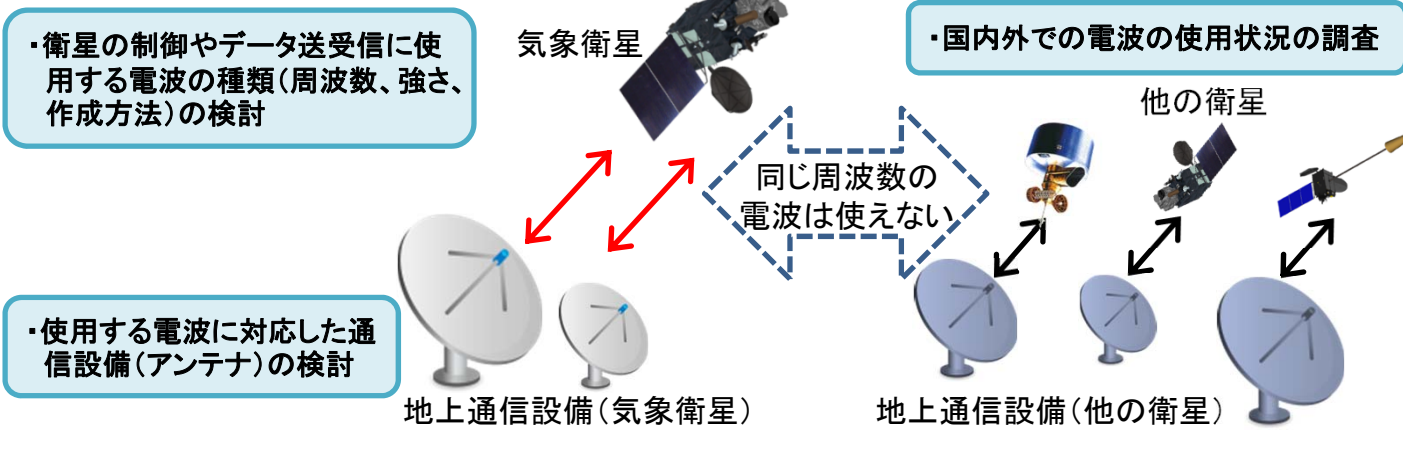 ・衛星の制御やデータ送受信に使
用する電波の種類（周波数、強さ、
作成方法）の検討
気象衛星
・国内外での電波の使用状況の調査
他の衛星
同じ周波数の
電波は使えない
・使用する電波に対応した通
信設備（アンテナ）の検討
地上通信設備（気象衛星）
地上通信設備（他の衛星）